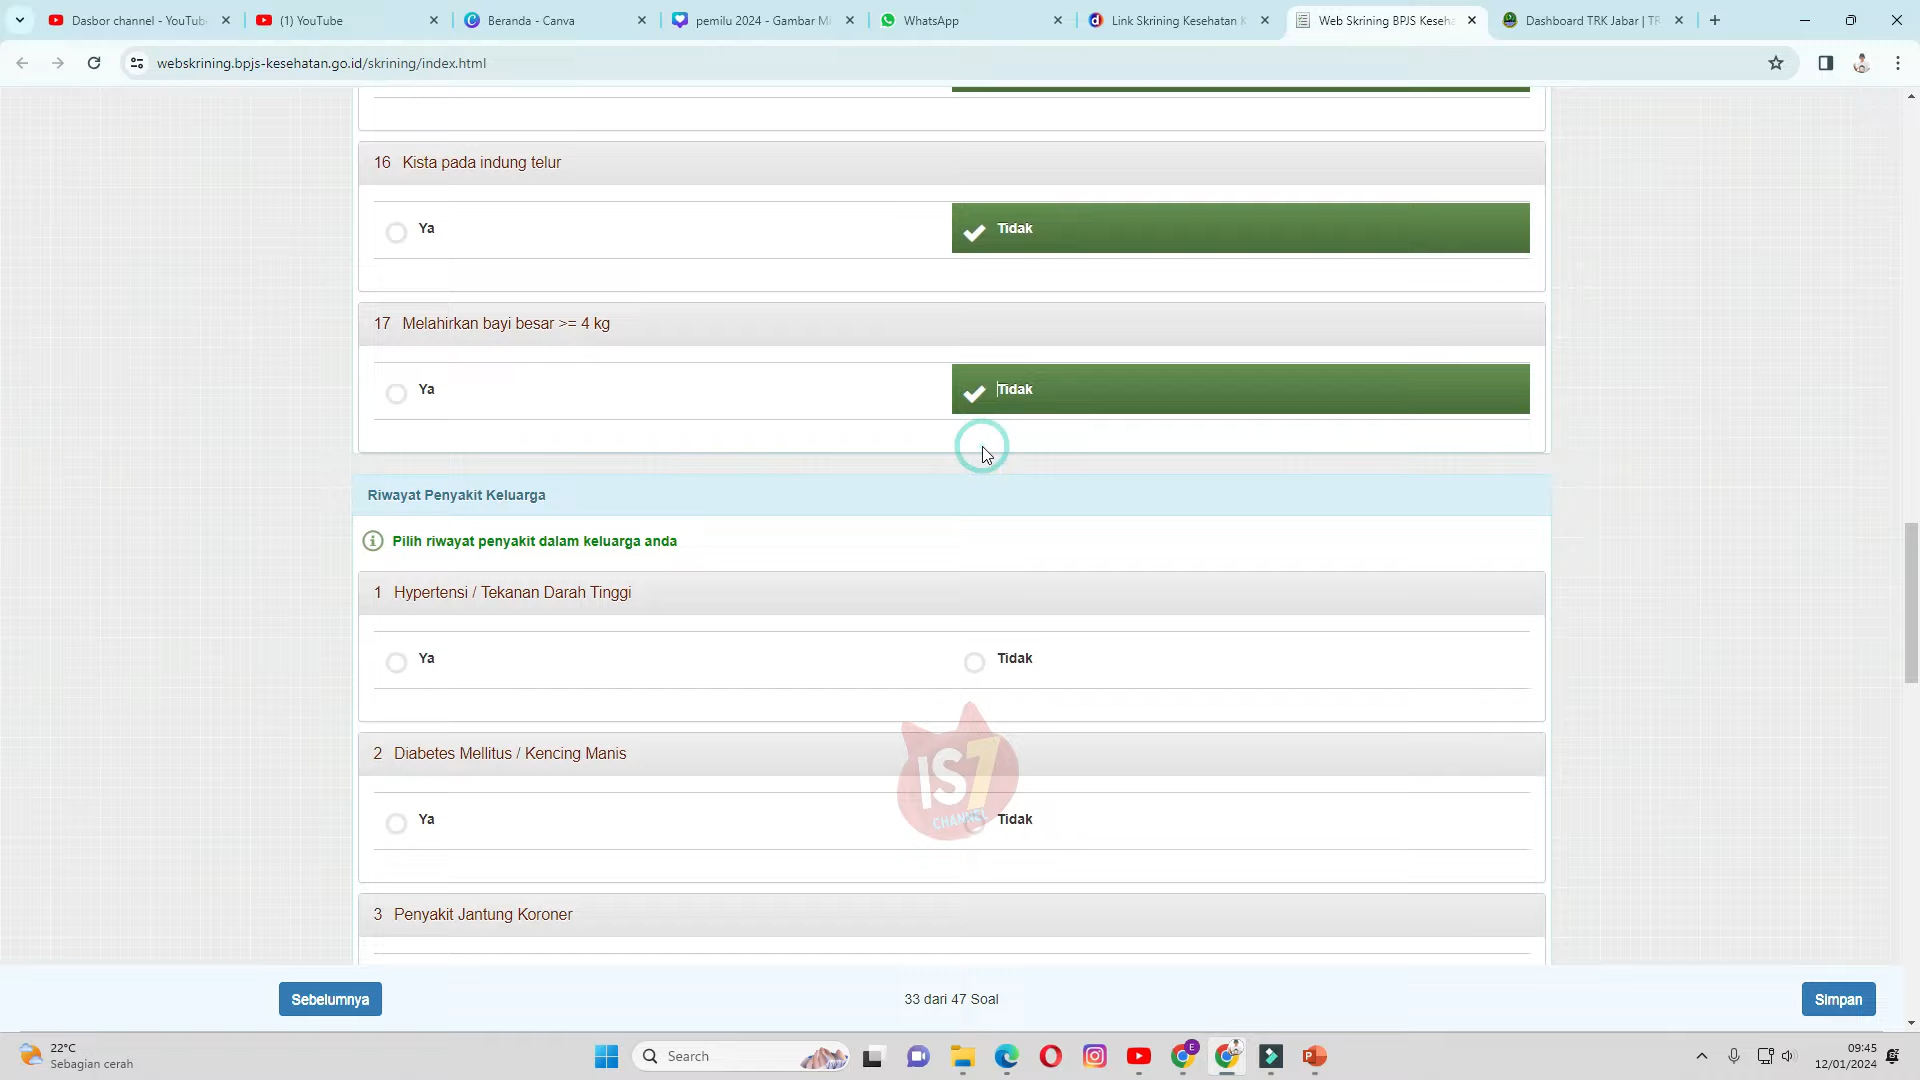 Dasbor channel - YouTub
(1) YouTube
Beranda - Canva
pemilu 2024 - Gambar M
WhatsApp
Link Skrining Kesehatan K
Web Skrining BPJS Keseha
Dashboard TRK Jabar | TR
webskrining.bpjs-kesehatan.go.id/skrining/index.html
16 Kista pada indung telur
Ya
Tidak
17 Melahirkan bayi besar >= 4 kg
Ya
Tidak
Riwayat Penyakit Keluarga
Pilih riwayat penyakit dalam keluarga anda
1 Hypertensi / Tekanan Darah Tinggi
Ya
Tidak
2 Diabetes Mellitus / Kencing Manis
IS7
CHANNEL
Ya
Tidak
3 Penyakit Jantung Koroner
Sebelumnya
33 dari 47 Soal
Simpan
22°C
Sebagian cerah
Search
E
09:45
12/01/2024